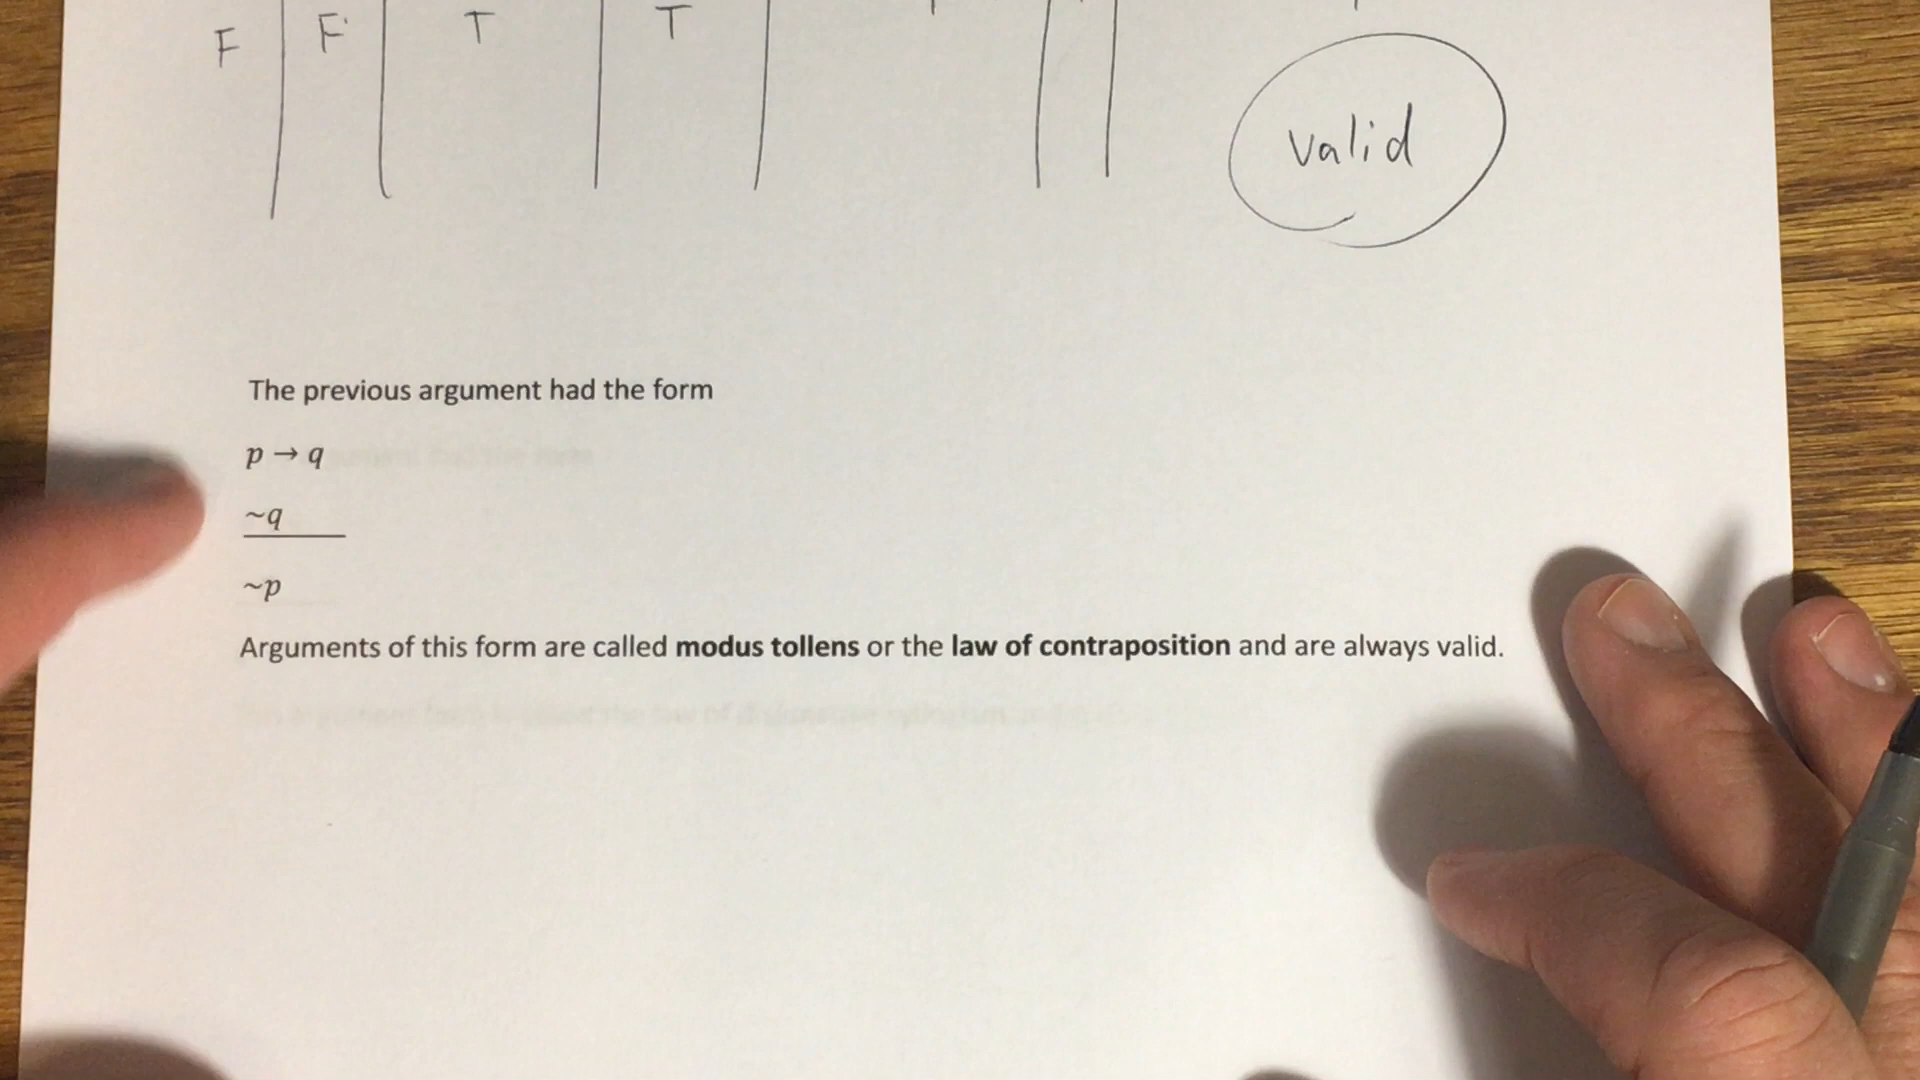 F F T T
valid
The previous argument had the form
p → q
~q
~p
Arguments of this form are called modus tollens or the law of contraposition and are always valid.